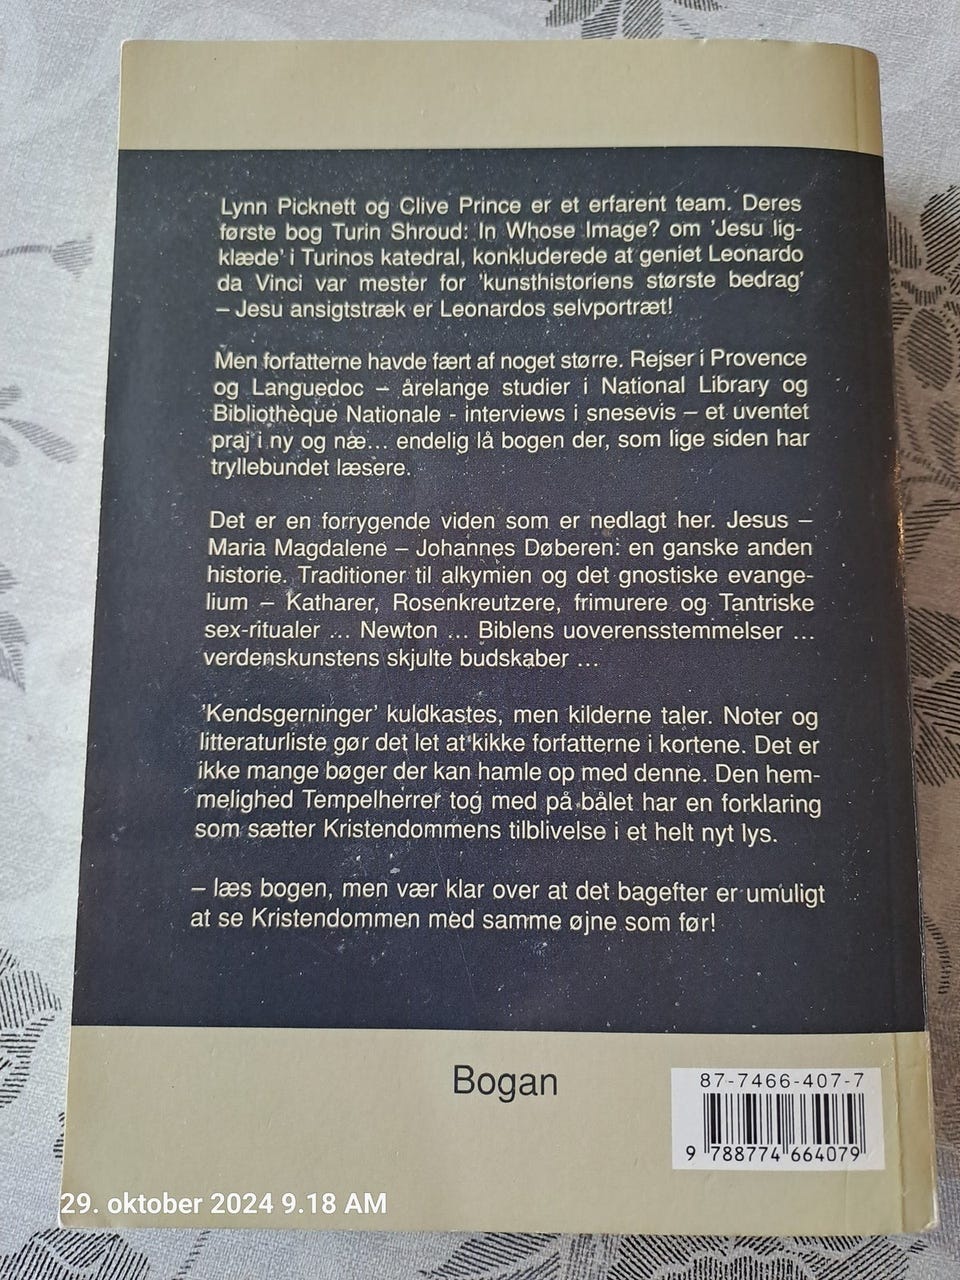 Lynn Picknett og Clive Prince er et erfarent team. Deres
første bog Turin Shroud: In Whose Image? om 'Jesu lig-
klæde' i Turinos katedral, konkluderede at geniet Leonardo
da Vinci var mester for 'kunsthistoriens største bedrag'
– Jesu ansigtstræk er Leonardos selvportræt!
Men forfatterne havde fært af noget større. Rejser i Provence
og Languedoc – årelange studier i National Library og
Bibliothèque Nationale - interviews i snesevis – et uventet
praj i ny og næ... endelig lå bogen der, som lige siden har
tryllebundet læsere.
Det er en forrygende viden som er nedlagt her. Jesus –
Maria Magdalene – Johannes Døberen: en ganske anden
historie. Traditioner til alkymien og det gnostiske evange-
lium – Katharer, Rosenkreutzere, frimurere og Tantriske
sex-ritualer ... Newton ... Biblens uoverensstemmelser ...
verdenskunstens skjulte budskaber ...
'Kendsgerninger' kuldkastes, men kilderne taler. Noter og
litteraturliste gør det let at kikke forfatterne i kortene. Det er
ikke mange bøger der kan hamle op med denne. Den hem-
melighed Tempelherrer tog med på bålet har en forklaring
som sætter Kristendommens tilblivelse i et helt nyt lys.
– læs bogen, men vær klar over at det bagefter er umuligt
at se Kristendommen med samme øjne som før!
Bogan
87-7466-407-7
9 788774 664079
29. oktober 2024 9.18 AM